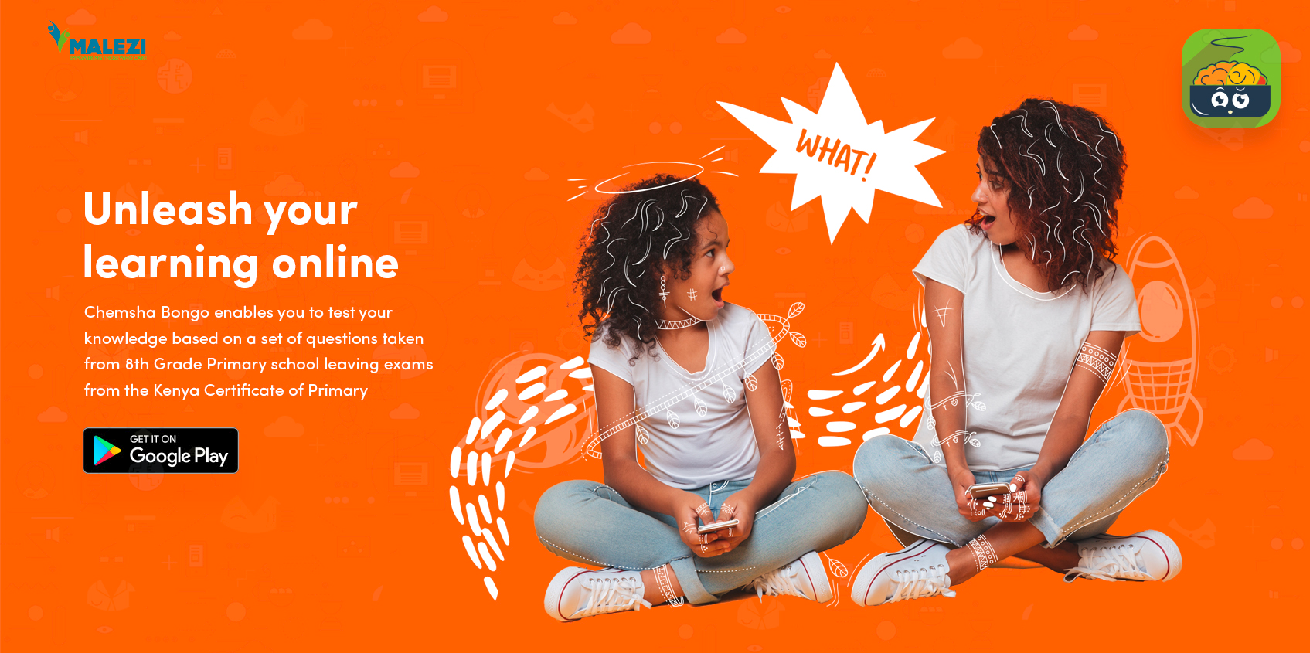 MALEZI
WHAT!
Unleash your
learning online
Chemsha Bongo enables you to test your
knowledge based on a set of questions taken
from 8th Grade Primary school leaving exams
from the Kenya Certificate of Primary
GET IT ON
Google Play